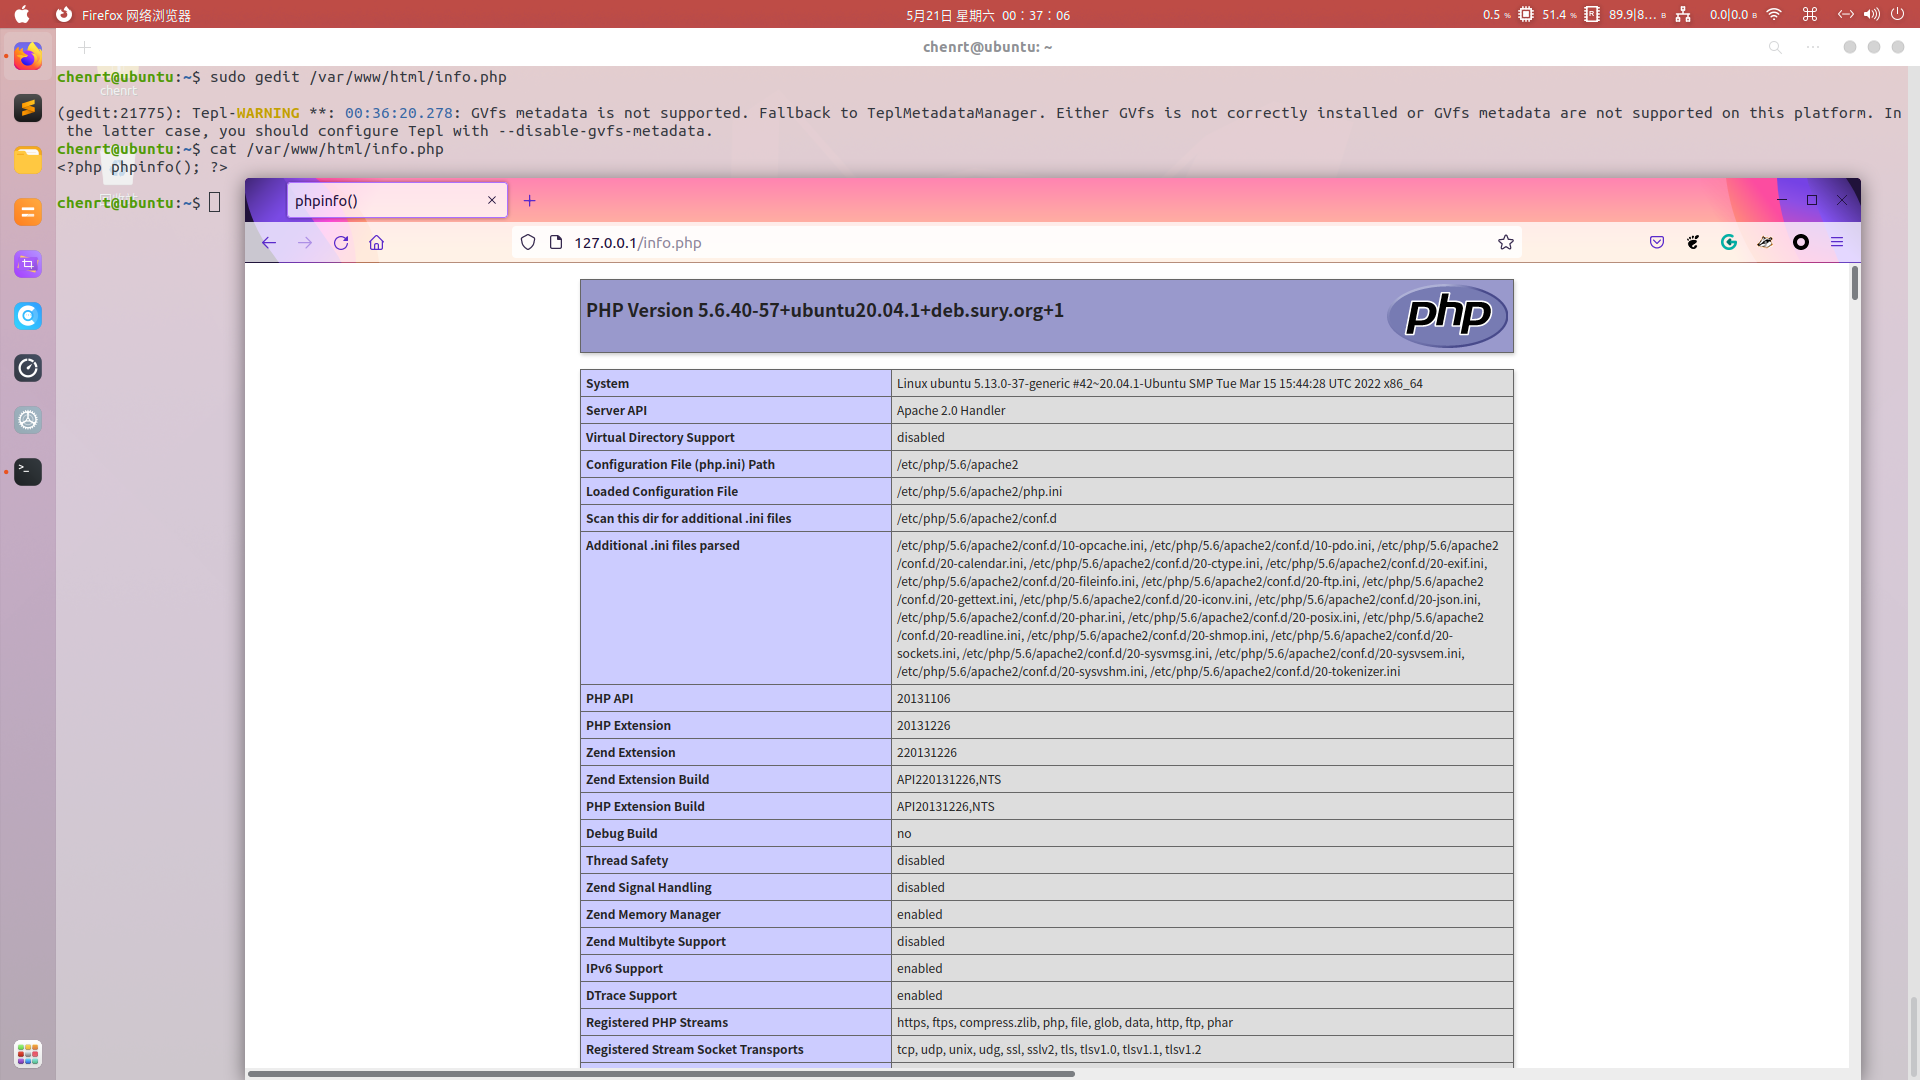 Firefox 网络浏览器
5月21日 星期六 00：37：06
0.5 % 51.4 % 89.9|8... B 0.0|0.0 B
chenrt@ubuntu: ~
chenrt@ubuntu:~$ sudo gedit /var/www/html/info.php
chenrt
(gedit:21775): Tepl-WARNING **: 00:36:20.278: GVfs metadata is not supported. Fallback to TeplMetadataManager. Either GVfs is not correctly installed or GVfs metadata are not supported on this platform. In
the latter case, you should configure Tepl with --disable-gvfs-metadata.
chenrt@ubuntu:~$ cat /var/www/html/info.php
<?php phpinfo(); ?>
chenrt@ubuntu:~$
phpinfo()
127.0.0.1/info.php
PHP Version 5.6.40-57+ubuntu20.04.1+deb.sury.org+1
php
System Linux ubuntu 5.13.0-37-generic #42~20.04.1-Ubuntu SMP Tue Mar 15 15:44:28 UTC 2022 x86_64
Server API Apache 2.0 Handler
Virtual Directory Support disabled
Configuration File (php.ini) Path /etc/php/5.6/apache2
Loaded Configuration File /etc/php/5.6/apache2/php.ini
Scan this dir for additional .ini files /etc/php/5.6/apache2/conf.d
Additional .ini files parsed /etc/php/5.6/apache2/conf.d/10-opcache.ini, /etc/php/5.6/apache2/conf.d/10-pdo.ini, /etc/php/5.6/apache2
/conf.d/20-calendar.ini, /etc/php/5.6/apache2/conf.d/20-ctype.ini, /etc/php/5.6/apache2/conf.d/20-exif.ini,
/etc/php/5.6/apache2/conf.d/20-fileinfo.ini, /etc/php/5.6/apache2/conf.d/20-ftp.ini, /etc/php/5.6/apache2
/conf.d/20-gettext.ini, /etc/php/5.6/apache2/conf.d/20-iconv.ini, /etc/php/5.6/apache2/conf.d/20-json.ini,
/etc/php/5.6/apache2/conf.d/20-phar.ini, /etc/php/5.6/apache2/conf.d/20-posix.ini, /etc/php/5.6/apache2
/conf.d/20-readline.ini, /etc/php/5.6/apache2/conf.d/20-shmop.ini, /etc/php/5.6/apache2/conf.d/20-
sockets.ini, /etc/php/5.6/apache2/conf.d/20-sysvmsg.ini, /etc/php/5.6/apache2/conf.d/20-sysvsem.ini,
/etc/php/5.6/apache2/conf.d/20-sysvshm.ini, /etc/php/5.6/apache2/conf.d/20-tokenizer.ini
PHP API 20131106
PHP Extension 20131226
Zend Extension 220131226
Zend Extension Build API220131226,NTS
PHP Extension Build API20131226,NTS
Debug Build no
Thread Safety disabled
Zend Signal Handling disabled
Zend Memory Manager enabled
Zend Multibyte Support disabled
IPv6 Support enabled
DTrace Support enabled
Registered PHP Streams https, ftps, compress.zlib, php, file, glob, data, http, ftp, phar
Registered Stream Socket Transports tcp, udp, unix, udg, ssl, sslv2, tls, tlsv1.0, tlsv1.1, tlsv1.2